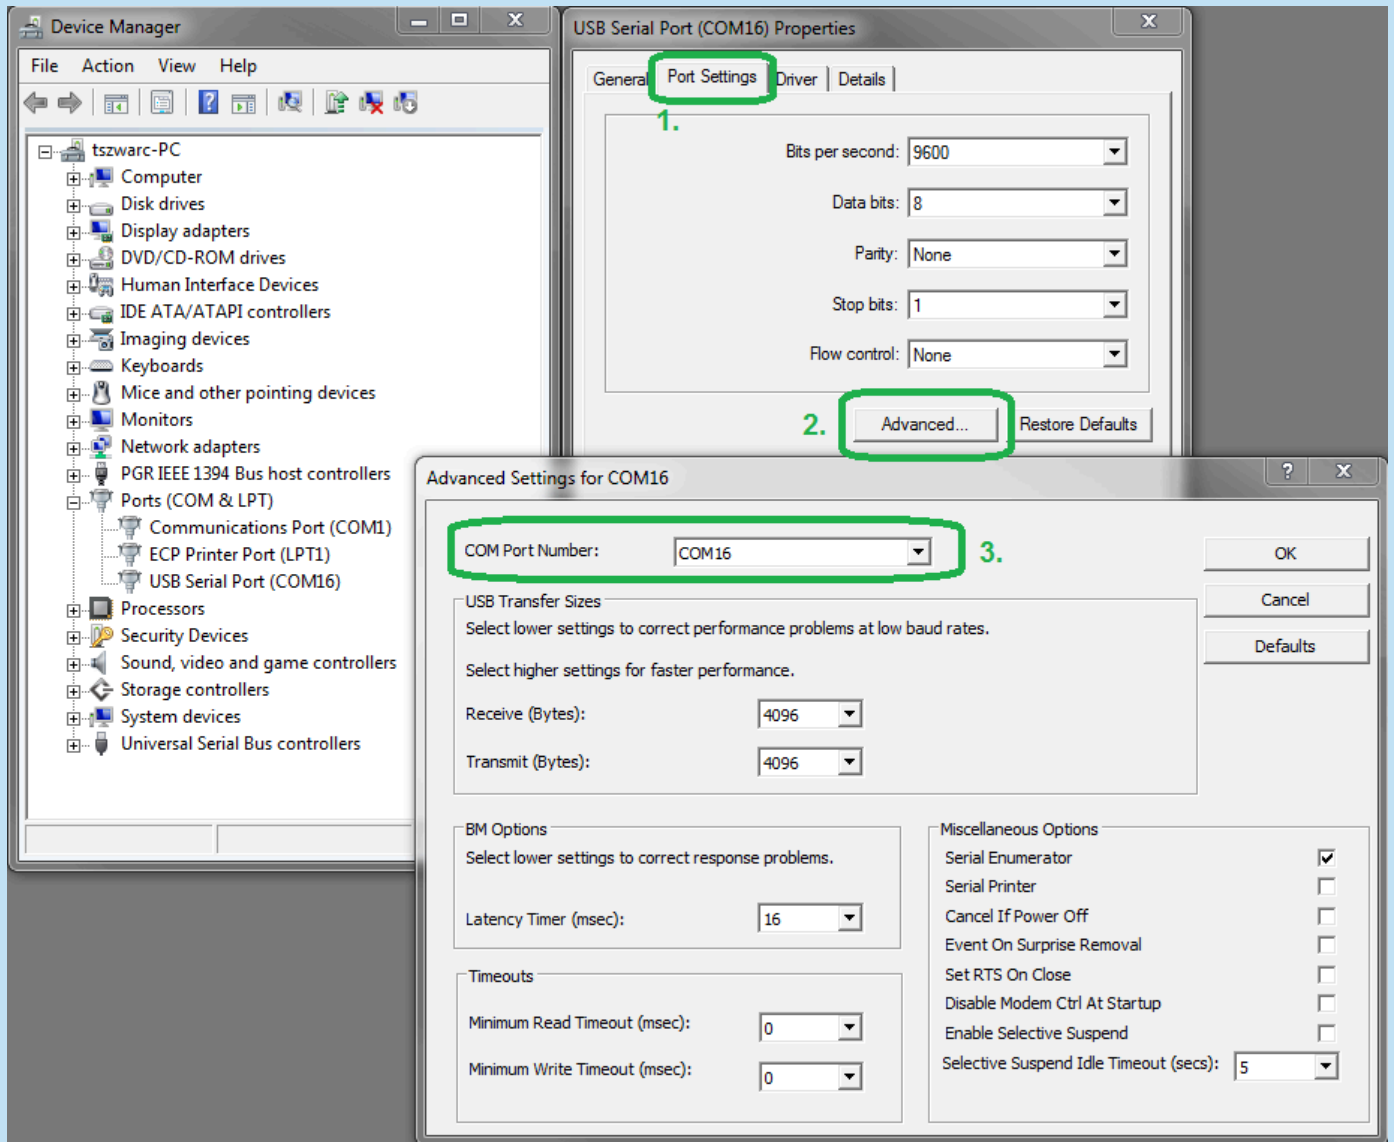 Device Manager
File Action View Help
tszwarc-PC
Computer
Disk drives
Display adapters
DVD/CD-ROM drives
Human Interface Devices
IDE ATA/ATAPI controllers
Imaging devices
Keyboards
Mice and other pointing devices
Monitors
Network adapters
PGR IEEE 1394 Bus host controllers
Ports (COM & LPT)
Communications Port (COM1)
ECP Printer Port (LPT1)
USB Serial Port (COM16)
Processors
Security Devices
Sound, video and game controllers
Storage controllers
System devices
Universal Serial Bus controllers
USB Serial Port (COM16) Properties
General Port Settings Driver Details
1.
Bits per second: 9600
Data bits: 8
Parity: None
Stop bits: 1
Flow control: None
2. Advanced... Restore Defaults
Advanced Settings for COM16
COM Port Number: COM16 3.
OK
Cancel
Defaults
USB Transfer Sizes
Select lower settings to correct performance problems at low baud rates.
Select higher settings for faster performance.
Receive (Bytes): 4096
Transmit (Bytes): 4096
BM Options
Select lower settings to correct response problems.
Latency Timer (msec): 16
Timeouts
Minimum Read Timeout (msec): 0
Minimum Write Timeout (msec): 0
Miscellaneous Options
Serial Enumerator
Serial Printer
Cancel If Power Off
Event On Surprise Removal
Set RTS On Close
Disable Modem Ctrl At Startup
Enable Selective Suspend
Selective Suspend Idle Timeout (secs): 5